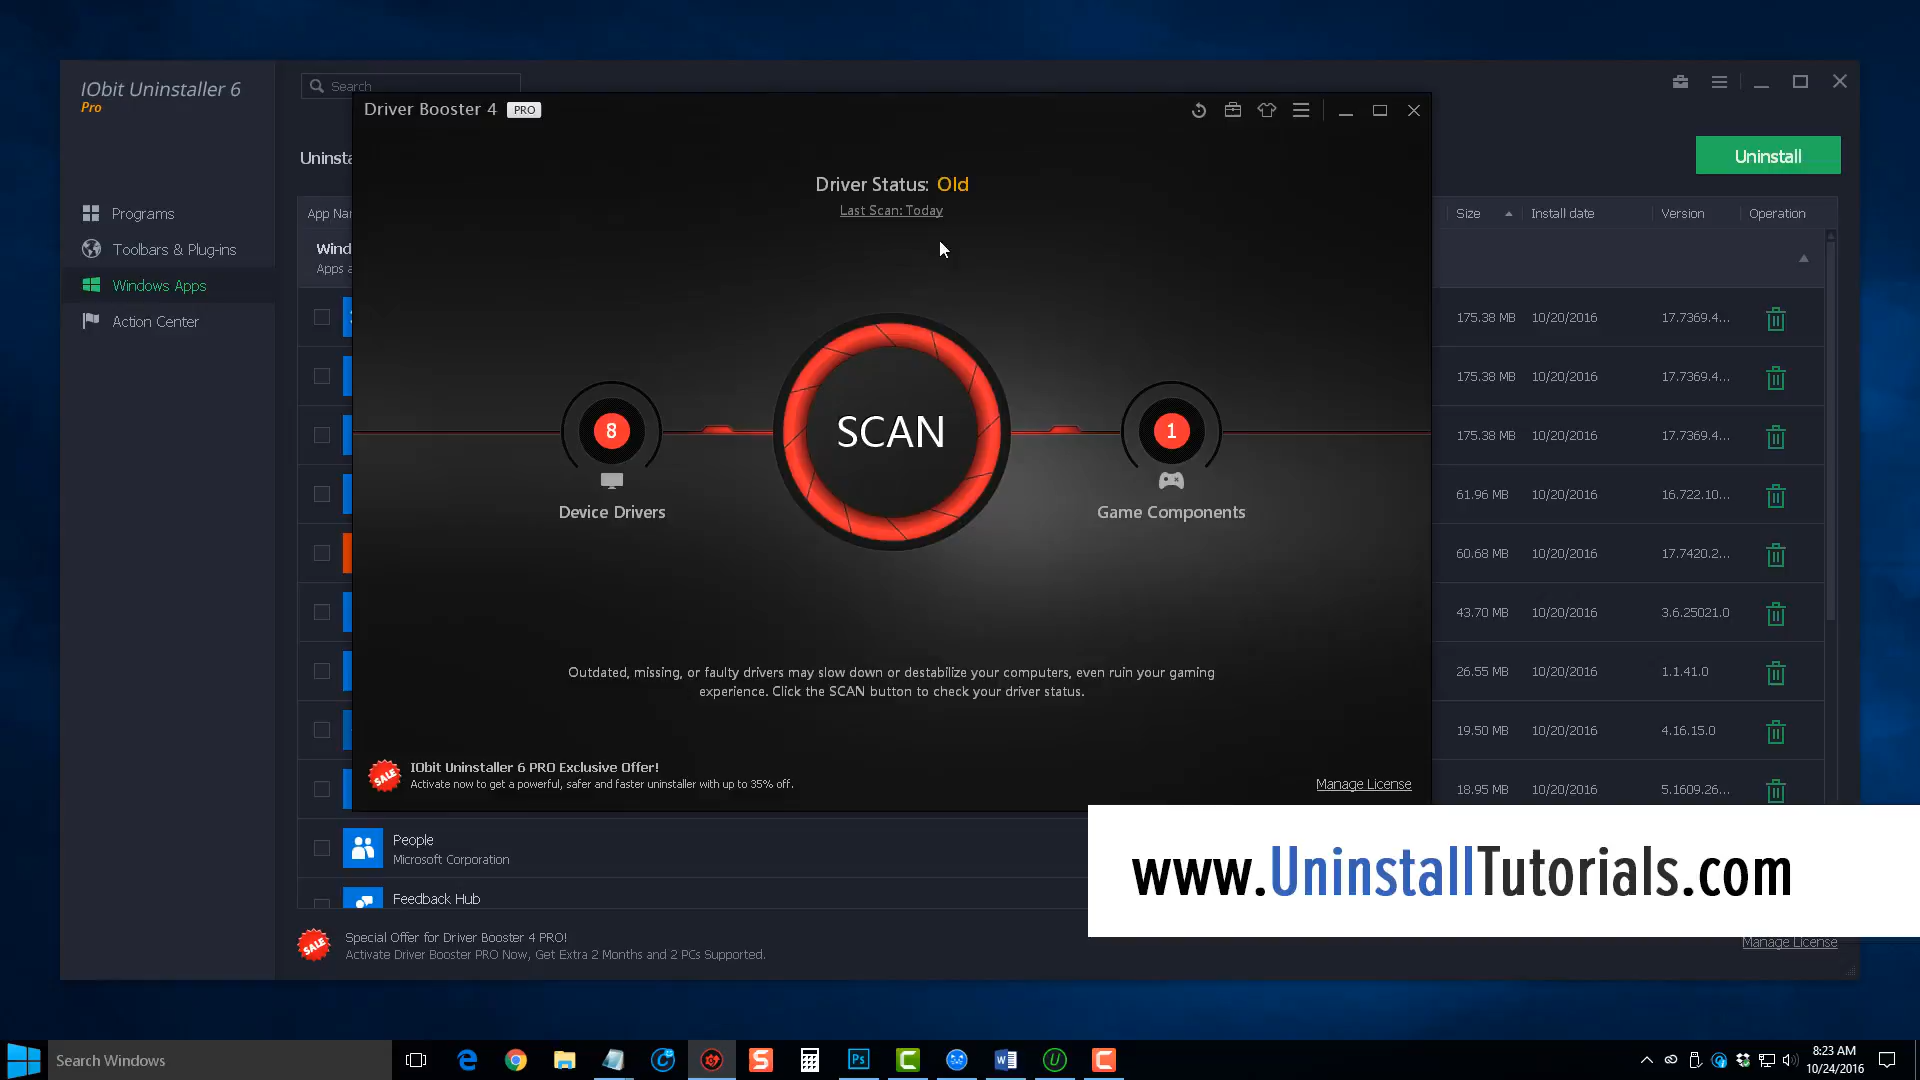 IObit Uninstaller 6
Pro
Search
Driver Booster 4 PRO
Uninsta
Uninstall
Driver Status: Old
Last Scan: Today
Programs
Toolbars & Plug-ins
Windows Apps
Action Center
App Nar
Size
Install date
Version
Operation
Wind
Apps a
175.38 MB 10/20/2016 17.7369.4...
175.38 MB 10/20/2016 17.7369.4...
175.38 MB 10/20/2016 17.7369.4...
61.96 MB 10/20/2016 16.722.10...
60.68 MB 10/20/2016 17.7420.2...
43.70 MB 10/20/2016 3.6.25021.0
26.55 MB 10/20/2016 1.1.41.0
19.50 MB 10/20/2016 4.16.15.0
18.95 MB 10/20/2016 5.1609.26...
8
SCAN
1
Device Drivers
Game Components
Outdated, missing, or faulty drivers may slow down or destabilize your computers, even ruin your gaming
experience. Click the SCAN button to check your driver status.
SALE
IObit Uninstaller 6 PRO Exclusive Offer!
Activate now to get a powerful, safer and faster uninstaller with up to 35% off.
Manage License
People
Microsoft Corporation
Feedback Hub
www.UninstallTutorials.com
SALE
Special Offer for Driver Booster 4 PRO!
Activate Driver Booster PRO Now, Get Extra 2 Months and 2 PCs Supported.
Manage License
Search Windows
8:23 AM
10/24/2016